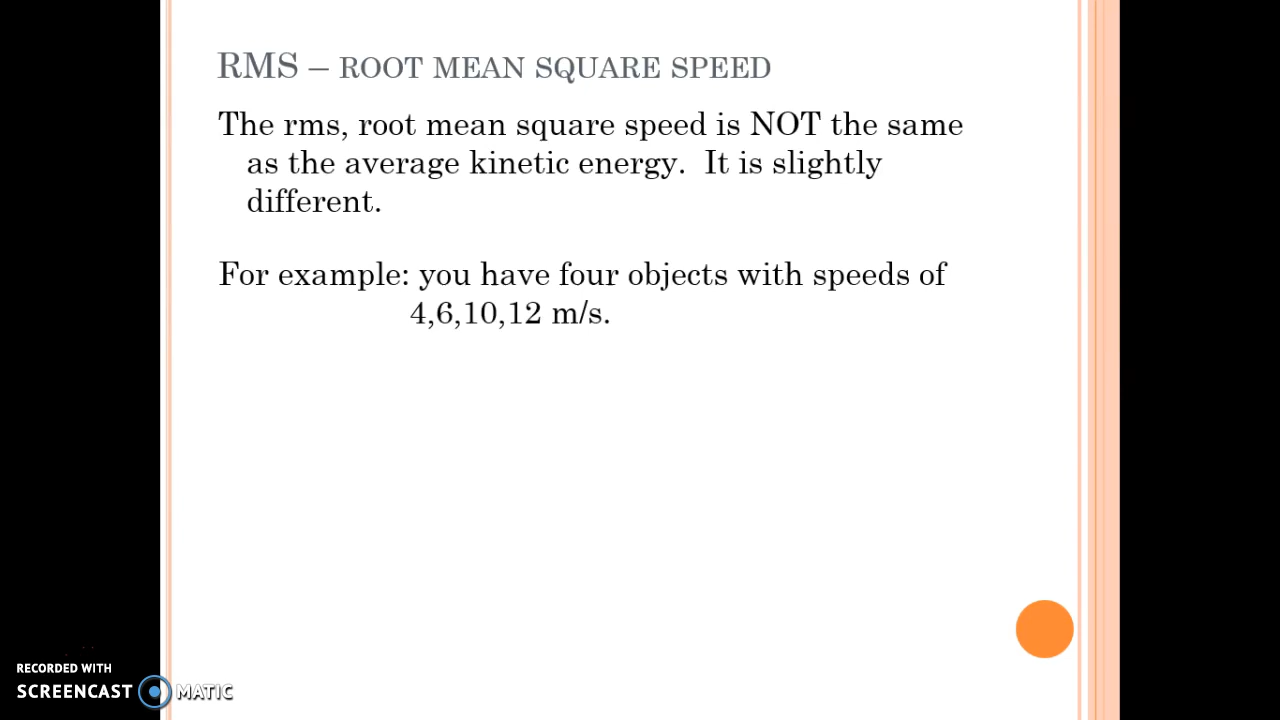 RMS – ROOT MEAN SQUARE SPEED
The rms, root mean square speed is NOT the same
as the average kinetic energy.  It is slightly
different.
For example: you have four objects with speeds of
4,6,10,12 m/s.
RECORDED WITH
SCREENCAST MATIC